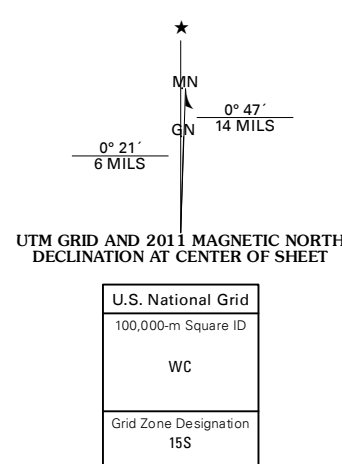 ★
MN
0° 47´
14 MILS
GN
0° 21´
6 MILS
UTM GRID AND 2011 MAGNETIC NORTH
DECLINATION AT CENTER OF SHEET
U.S. National Grid
100,000-m Square ID
WC
Grid Zone Designation
15S